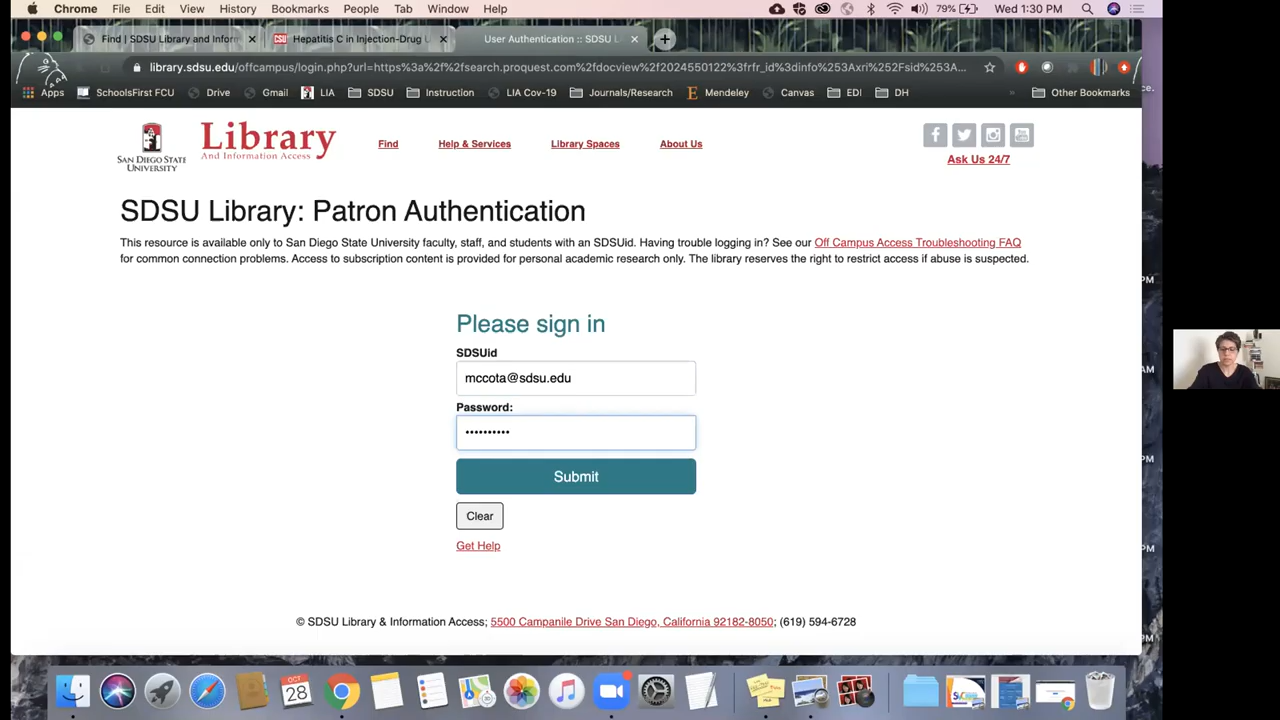 Chrome File Edit View History Bookmarks People Tab Window Help 79% Wed 1:30 PM
Find | SDSU Library and Inform Hepatitis C in Injection-Drug U User Authentication :: SDSU L
library.sdsu.edu/offcampus/login.php?url=https%3a%2f%2fsearch.proquest.com%2fdocview%2f2024550122%3frfr_id%3dinfo%253Axri%252Fsid%253A...
Apps SchoolsFirst FCU Drive Gmail LIA SDSU Instruction LIA Cov-19 Journals/Research Mendeley Canvas EDI DH » Other Bookmarks
SAN DIEGO STATE
UNIVERSITY
Library
And Information Access
Find Help & Services Library Spaces About Us
Ask Us 24/7
SDSU Library: Patron Authentication
This resource is available only to San Diego State University faculty, staff, and students with an SDSUid. Having trouble logging in? See our Off Campus Access Troubleshooting FAQ
for common connection problems. Access to subscription content is provided for personal academic research only. The library reserves the right to restrict access if abuse is suspected.
Please sign in
SDSUid
mccota@sdsu.edu
Password:
••••••••••
Submit
Clear
Get Help
© SDSU Library & Information Access; 5500 Campanile Drive San Diego, California 92182-8050; (619) 594-6728
OCT
28